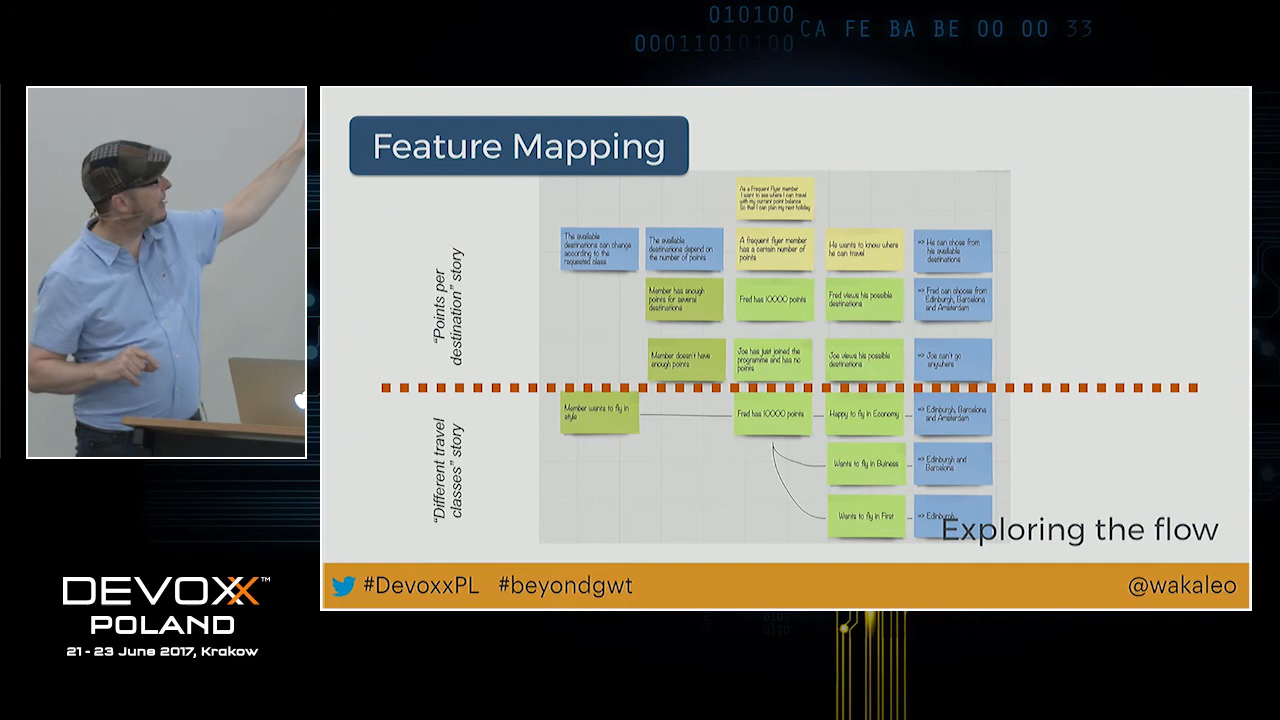 010100
00011010100
CA FE BA BE 00 00 33
Feature Mapping
As a Frequent Flyer member
I want to see where I can travel
with my current point balance
So that I can plan my next holiday
The available
destinations can change
according to the
requested class
The available
destinations depend on
the number of points
A frequent flyer member
has a certain number of
points
He wants to know where
he can travel
=> He can chose from
his available
destinations
Member has enough
points for several
destinations
Fred has 10000 points
Fred views his possible
destinations
=> Fred can choose from
Edinburgh, Barcelona
and Amsterdam
"Points per
destination" story
Member doesn't have
enough points
Joe has just joined the
programme and has no
points
Joe views his possible
destinations
=> Joe can't go
anywhere
Member wants to fly in
style
Fred has 10000 points
Happy to fly in Economy
=> Edinburgh, Barcelona
and Amsterdam
"Different travel
classes" story
Wants to fly in Buiness
=> Edinburgh and
Barcelona
Wants to fly in First
=> Edinburgh
Exploring the flow
#DevoxxPL #beyondgwt
@wakaleo
DEVOXX™
POLAND
21 - 23 June 2017, Krakow